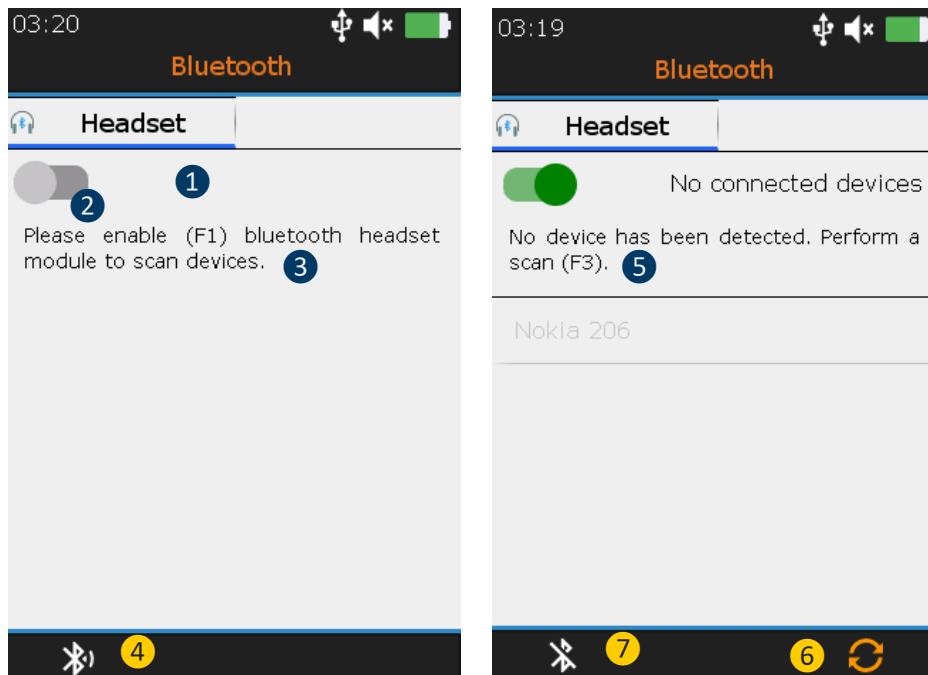 03:20
Bluetooth
Headset
1
2
Please enable (F1) bluetooth headset
module to scan devices.
3
4
03:19
Bluetooth
Headset
No connected devices
No device has been detected. Perform a
scan (F3).
5
Nokia 206
7
6